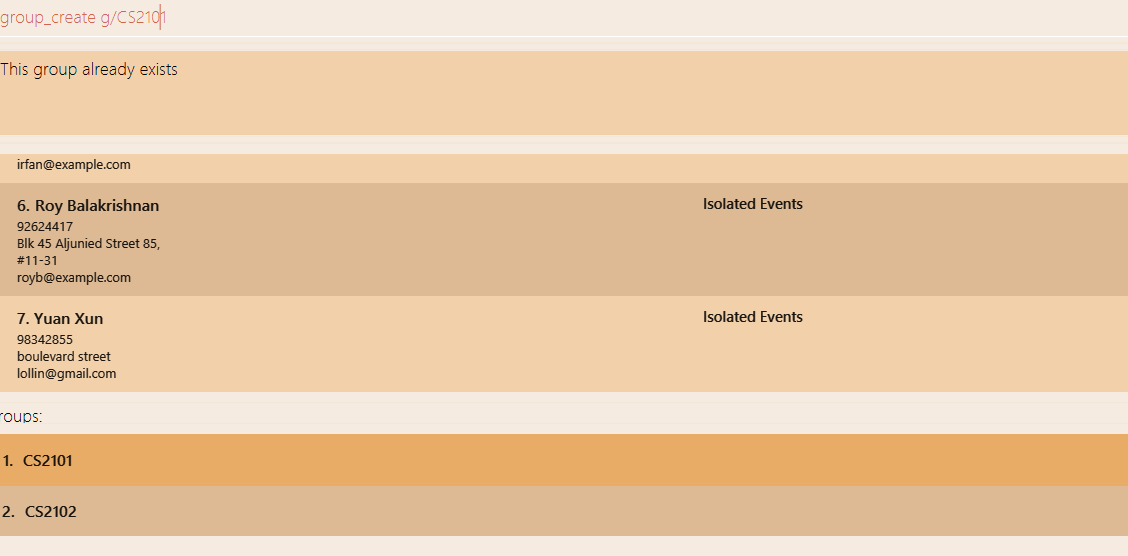 group_create g/CS2101
This group already exists
irfan@example.com
6. Roy Balakrishnan
Isolated Events
92624417
Blk 45 Aljunied Street 85,
#11-31
royb@example.com
7. Yuan Xun
Isolated Events
98342855
boulevard street
lollin@gmail.com
roups:
1. CS2101
2. CS2102